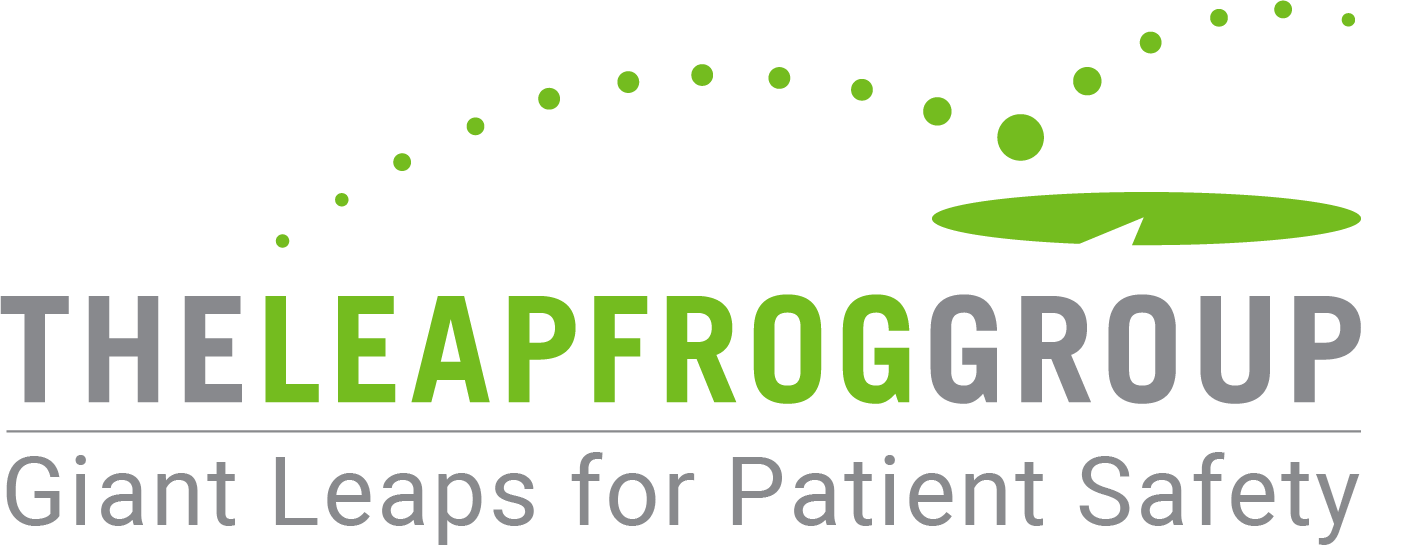 THELEAPFROGGROUP
Giant Leaps for Patient Safety